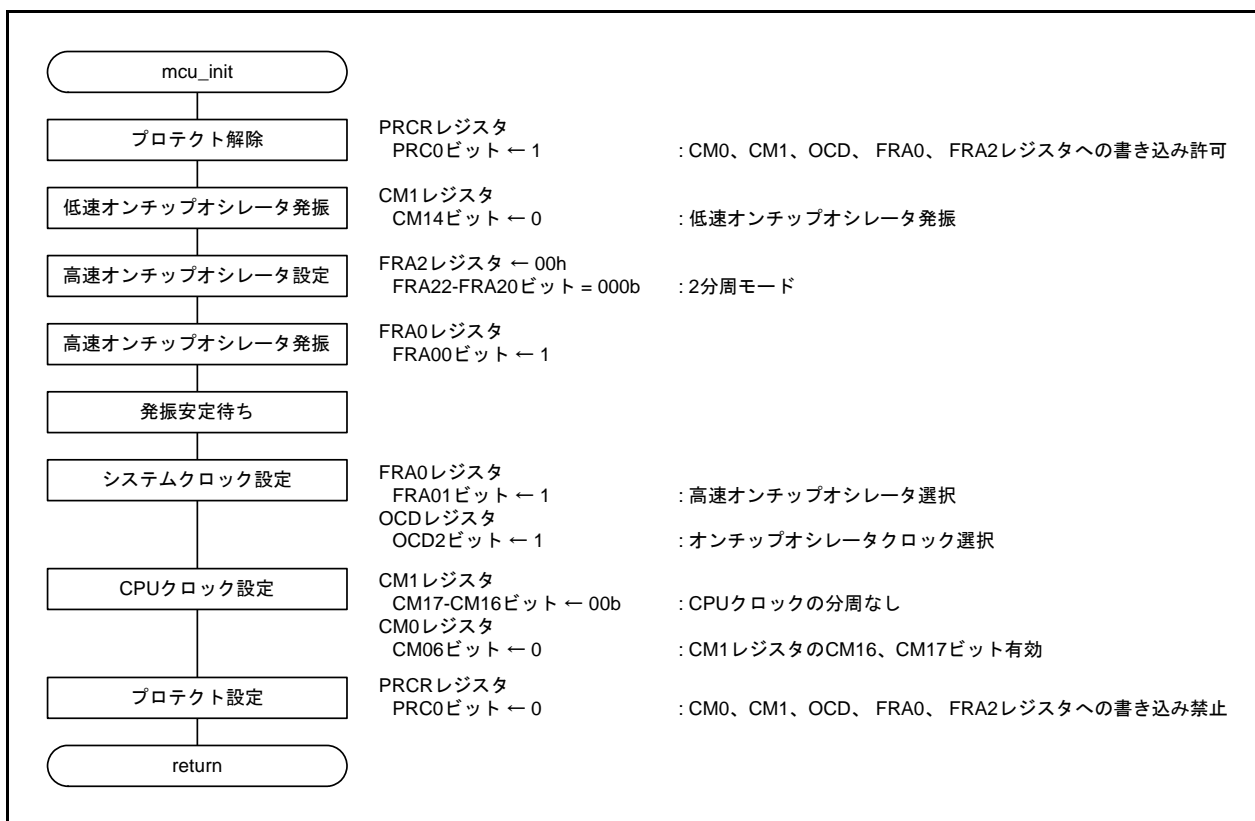 mcu_init
プロテクト解除
PRCRレジスタ
PRC0ビット ← 1 : CM0、CM1、OCD、 FRA0、 FRA2レジスタへの書き込み許可
低速オンチップオシレータ発振
CM1レジスタ
CM14ビット ← 0 : 低速オンチップオシレータ発振
高速オンチップオシレータ設定
FRA2レジスタ ← 00h
FRA22-FRA20ビット = 000b : 2分周モード
高速オンチップオシレータ発振
FRA0レジスタ
FRA00ビット ← 1
発振安定待ち
システムクロック設定
FRA0レジスタ
FRA01ビット ← 1 : 高速オンチップオシレータ選択
OCDレジスタ
OCD2ビット ← 1 : オンチップオシレータクロック選択
CPUクロック設定
CM1レジスタ
CM17-CM16ビット ← 00b : CPUクロックの分周なし
CM0レジスタ
CM06ビット ← 0 : CM1レジスタのCM16、CM17ビット有効
プロテクト設定
PRCRレジスタ
PRC0ビット ← 0 : CM0、CM1、OCD、 FRA0、 FRA2レジスタへの書き込み禁止
return